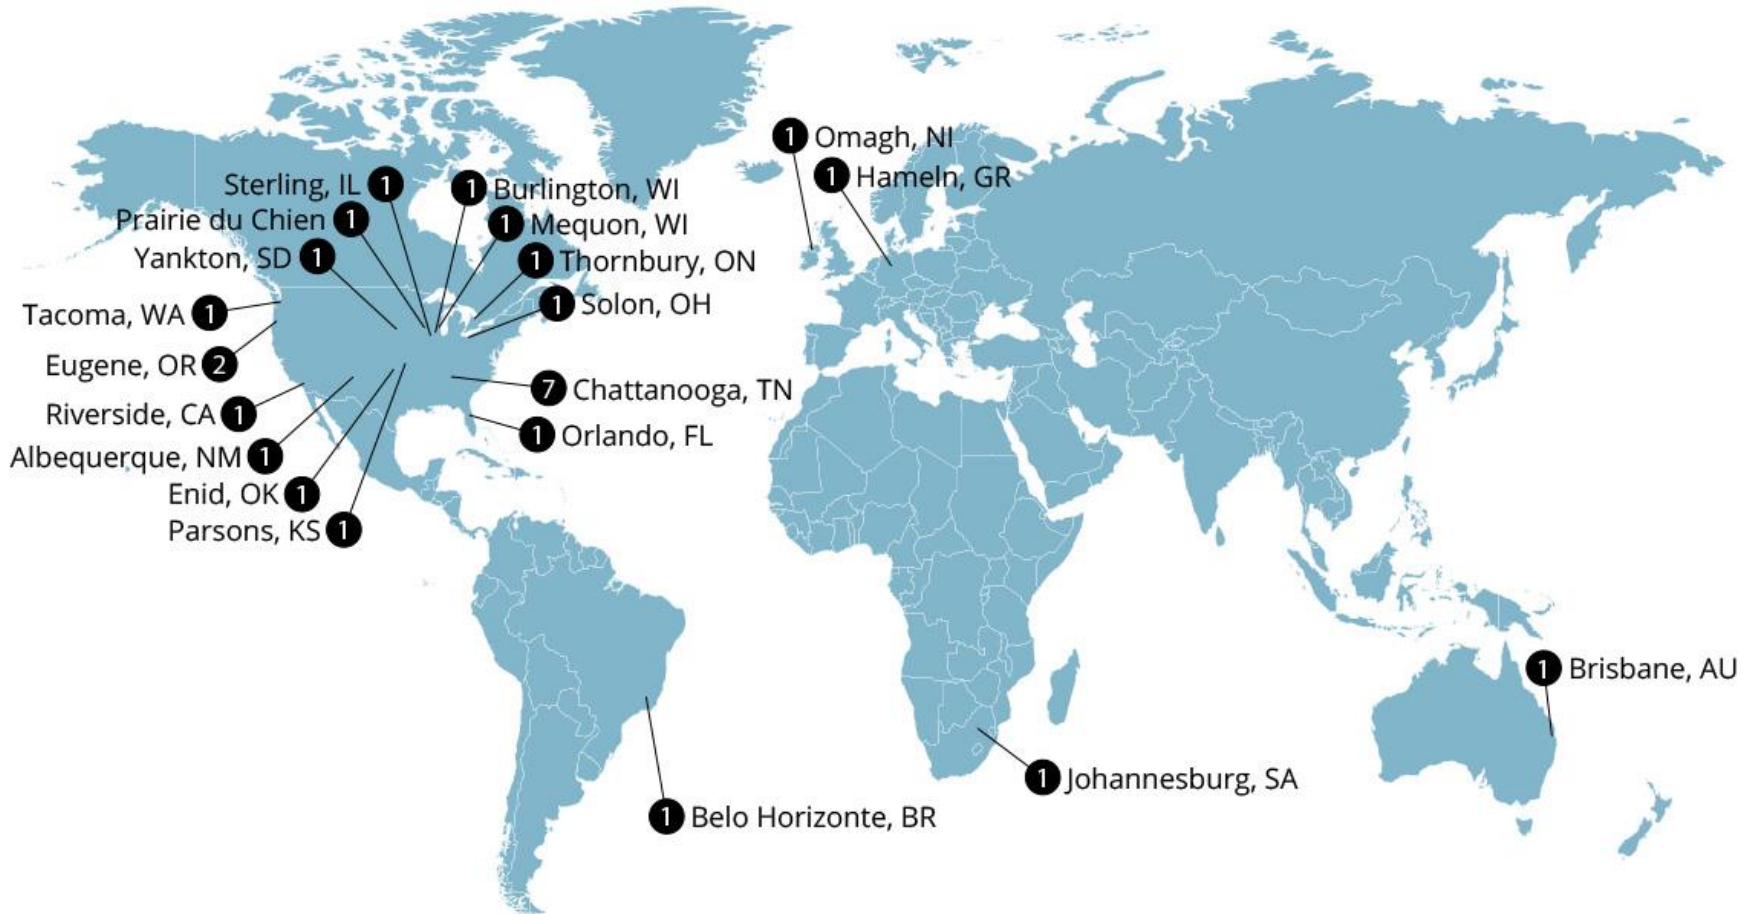 1 Omagh, NI
1 Hameln, GR
Sterling, IL 1
1 Burlington, WI
Prairie du Chien 1
1 Mequon, WI
Yankton, SD 1
1 Thornbury, ON
1 Solon, OH
Tacoma, WA 1
Eugene, OR 2
7 Chattanooga, TN
Riverside, CA 1
1 Orlando, FL
Albequerque, NM 1
Enid, OK 1
Parsons, KS 1
1 Brisbane, AU
1 Johannesburg, SA
1 Belo Horizonte, BR